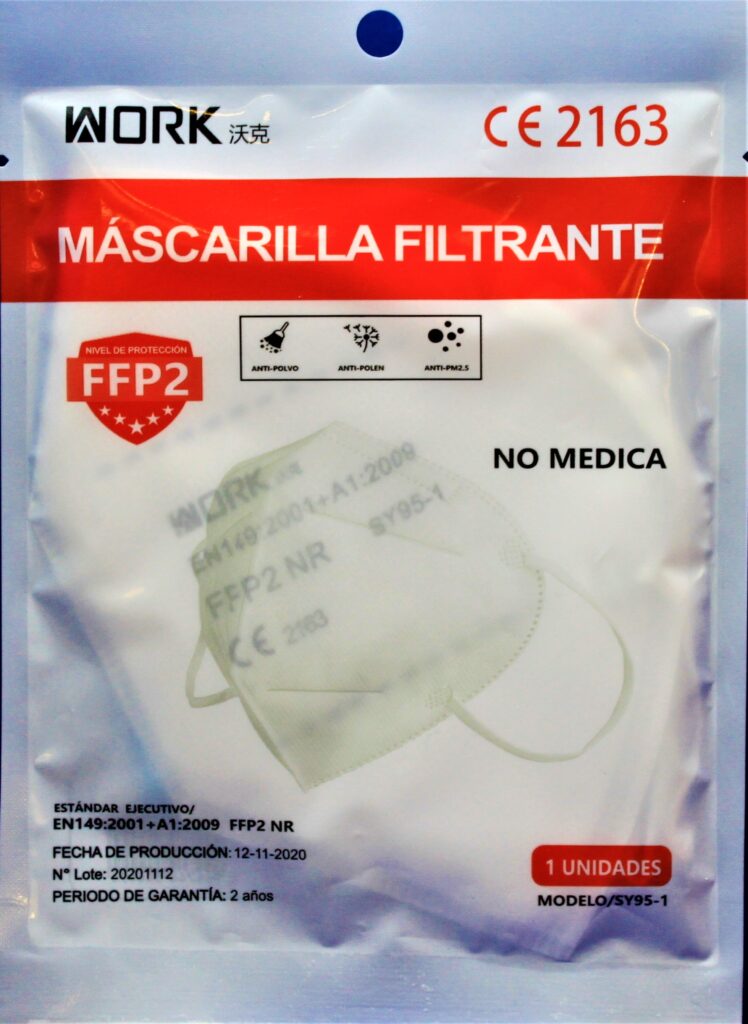 WORK 沃克
CE 2163
MÁSCARILLA FILTRANTE
NIVEL DE PROTECCIÓN
FFP2
ANTI-POLVO ANTI-POLEN ANTI-PM2.5
NO MEDICA
WORK 沃克
EN149:2001+A1:2009
SY95-1
FFP2 NR
CE 2163
ESTÁNDAR EJECUTIVO/
EN149:2001+A1:2009 FFP2 NR
FECHA DE PRODUCCIÓN: 12-11-2020
N° Lote: 20201112
PERIODO DE GARANTÍA: 2 años
1 UNIDADES
MODELO/SY95-1